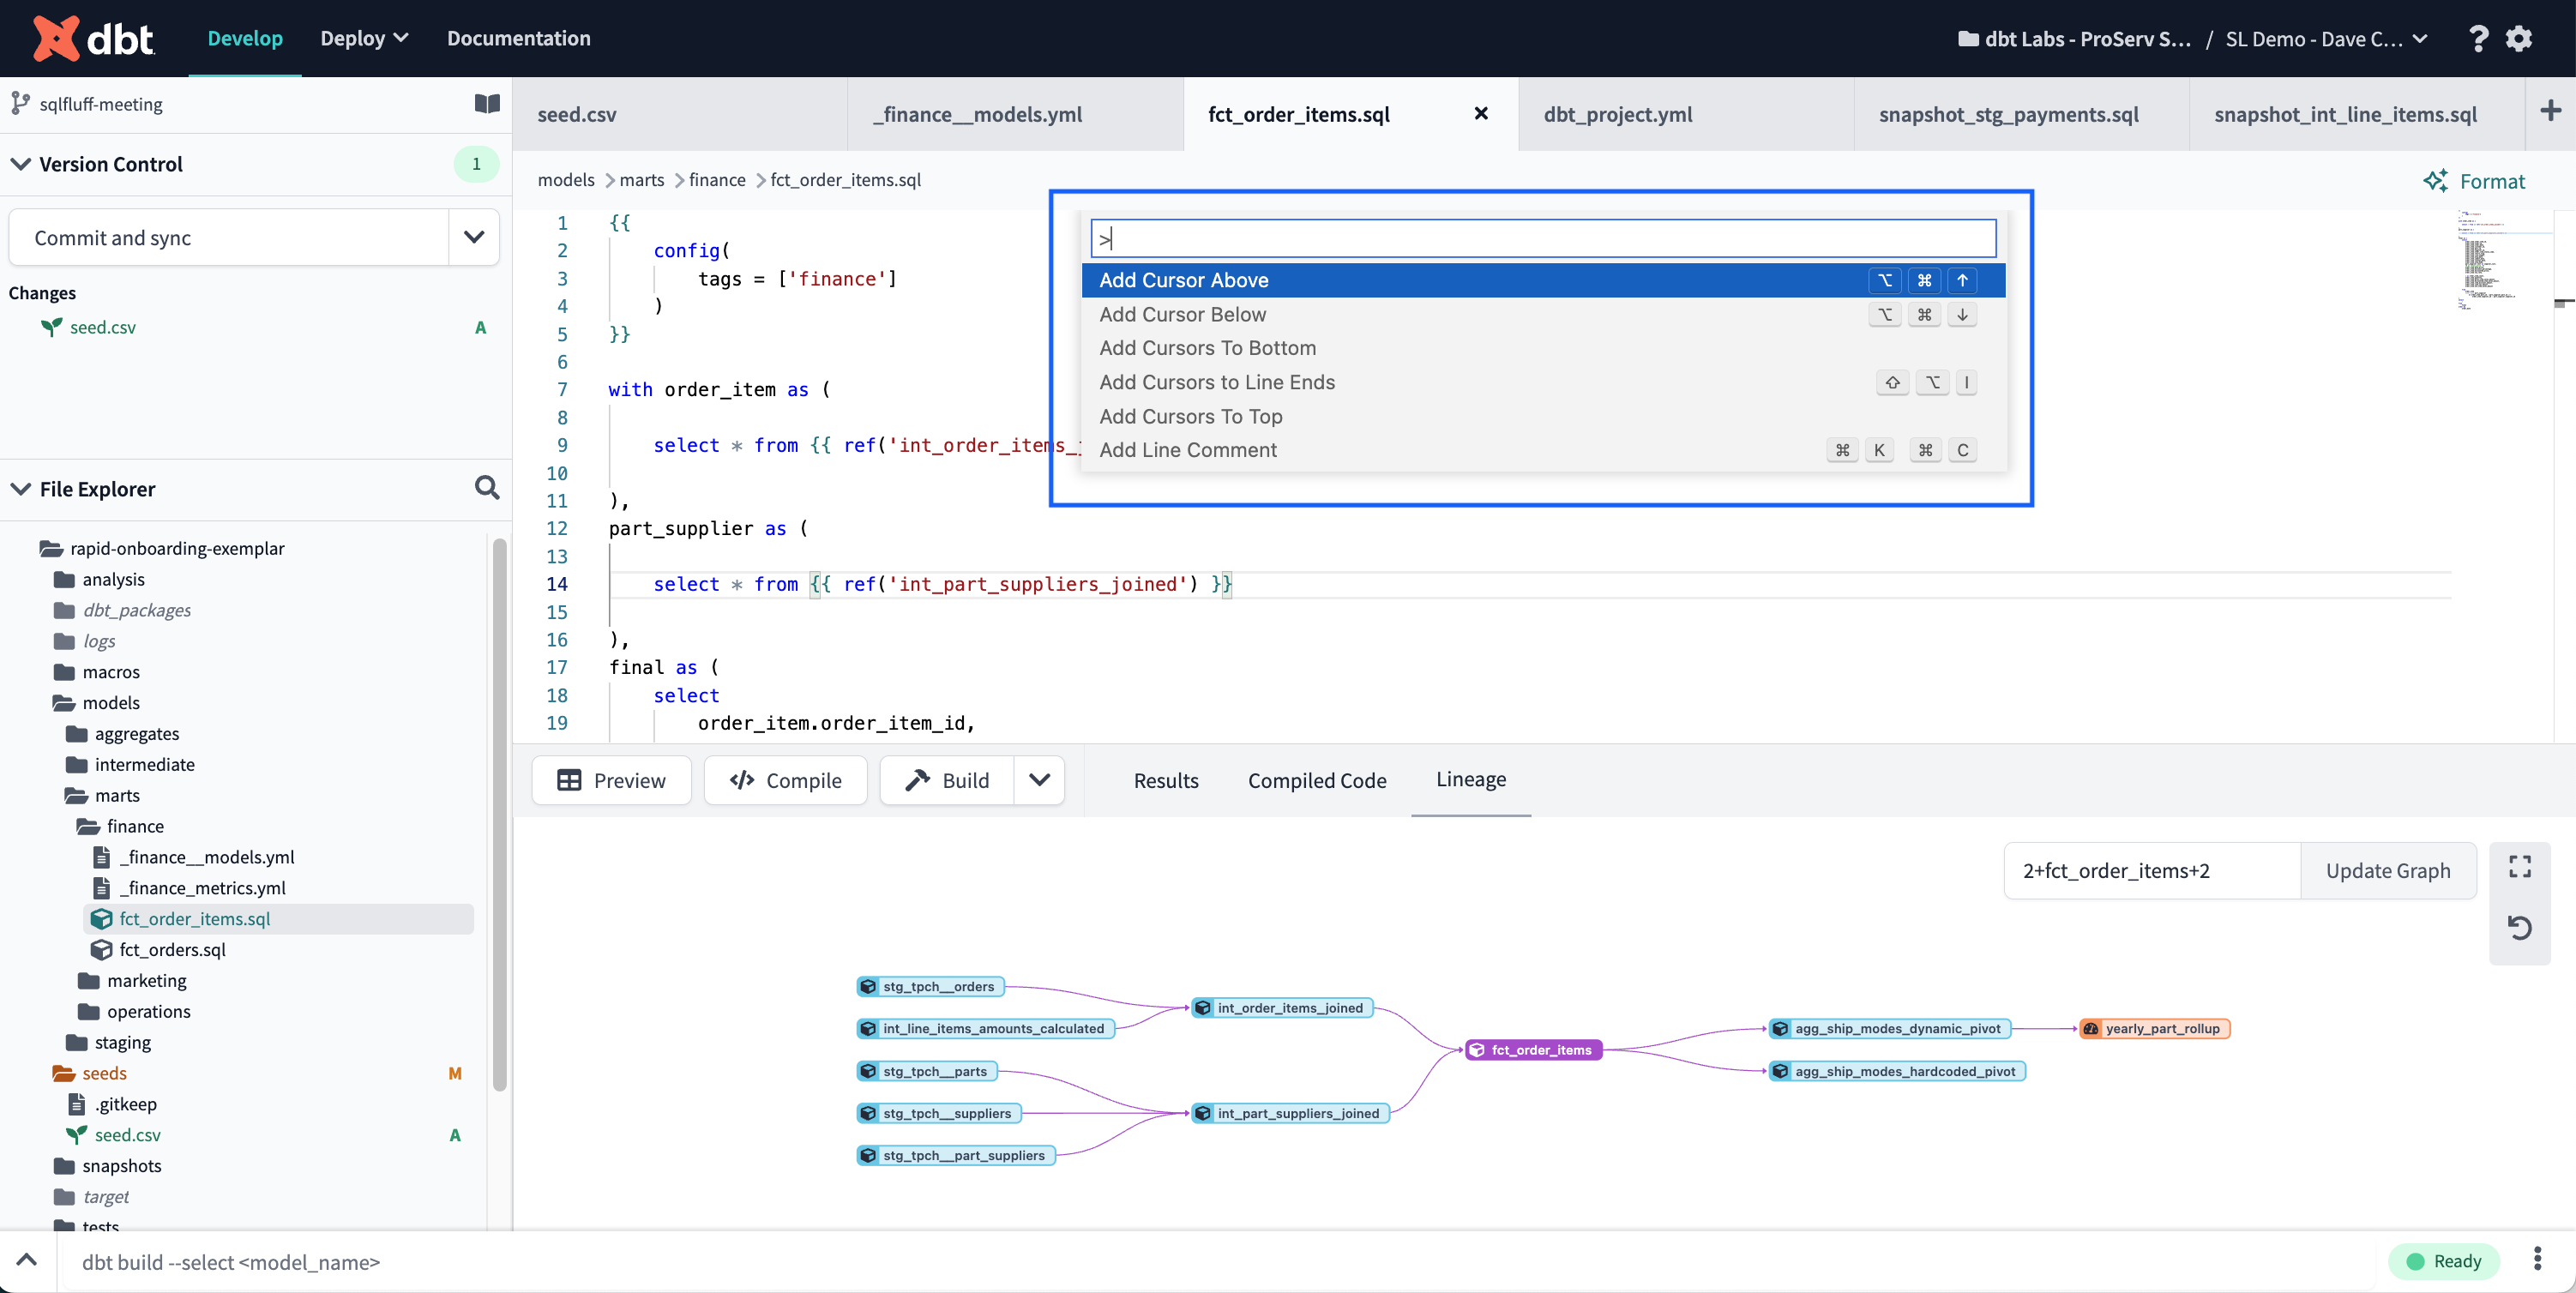 dbt
Develop
Deploy
Documentation
dbt Labs - ProServ S...
/
SL Demo - Dave C...
?
sqlfluff-meeting
Version Control
1
Commit and sync
Changes
seed.csv
A
File Explorer
rapid-onboarding-exemplar
analysis
dbt_packages
logs
macros
models
aggregates
intermediate
marts
finance
_finance__models.yml
_finance_metrics.yml
fct_order_items.sql
fct_orders.sql
marketing
operations
staging
seeds
M
.gitkeep
seed.csv
A
snapshots
target
tests
seed.csv
_finance__models.yml
fct_order_items.sql
dbt_project.yml
snapshot_stg_payments.sql
snapshot_int_line_items.sql
models > marts > finance > fct_order_items.sql
Format
1 {{
2 config(
3 tags = ['finance']
4 )
5 }}
6
7 with order_item as (
8
9 select * from {{ ref('int_order_items_
10
11 ),
12 part_supplier as (
13
14 select * from {{ ref('int_part_suppliers_joined') }}
15
16 ),
17 final as (
18 select
19 order_item.order_item_id,
>
Add Cursor Above ⌥ ⌘ ↑
Add Cursor Below ⌥ ⌘ ↓
Add Cursors To Bottom
Add Cursors to Line Ends ⇧ ⌥ I
Add Cursors To Top
Add Line Comment ⌘ K ⌘ C
Preview
Compile
Build
Results
Compiled Code
Lineage
2+fct_order_items+2
Update Graph
stg_tpch__orders
int_line_items_amounts_calculated
stg_tpch__parts
stg_tpch__suppliers
stg_tpch__part_suppliers
int_order_items_joined
int_part_suppliers_joined
fct_order_items
agg_ship_modes_dynamic_pivot
agg_ship_modes_hardcoded_pivot
yearly_part_rollup
dbt build --select <model_name>
Ready